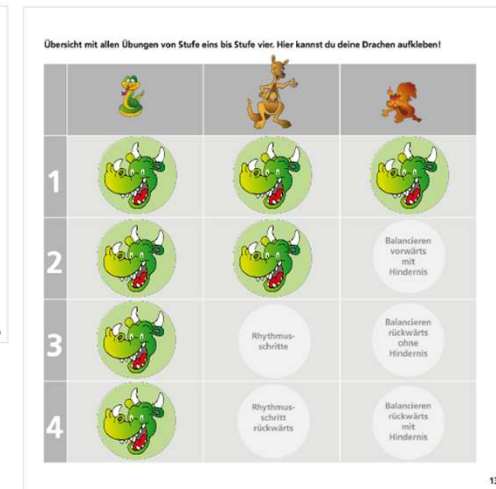 Übersicht mit allen Übungen von Stufe eins bis Stufe vier. Hier kannst du deine Drachen aufkleben!
1
2
Balancieren
vorwärts
mit
Hindernis
3
Rhythmus-
schritte
Balancieren
rückwärts
ohne
Hindernis
4
Rhythmus-
schritt
rückwärts
Balancieren
rückwärts
mit
Hindernis